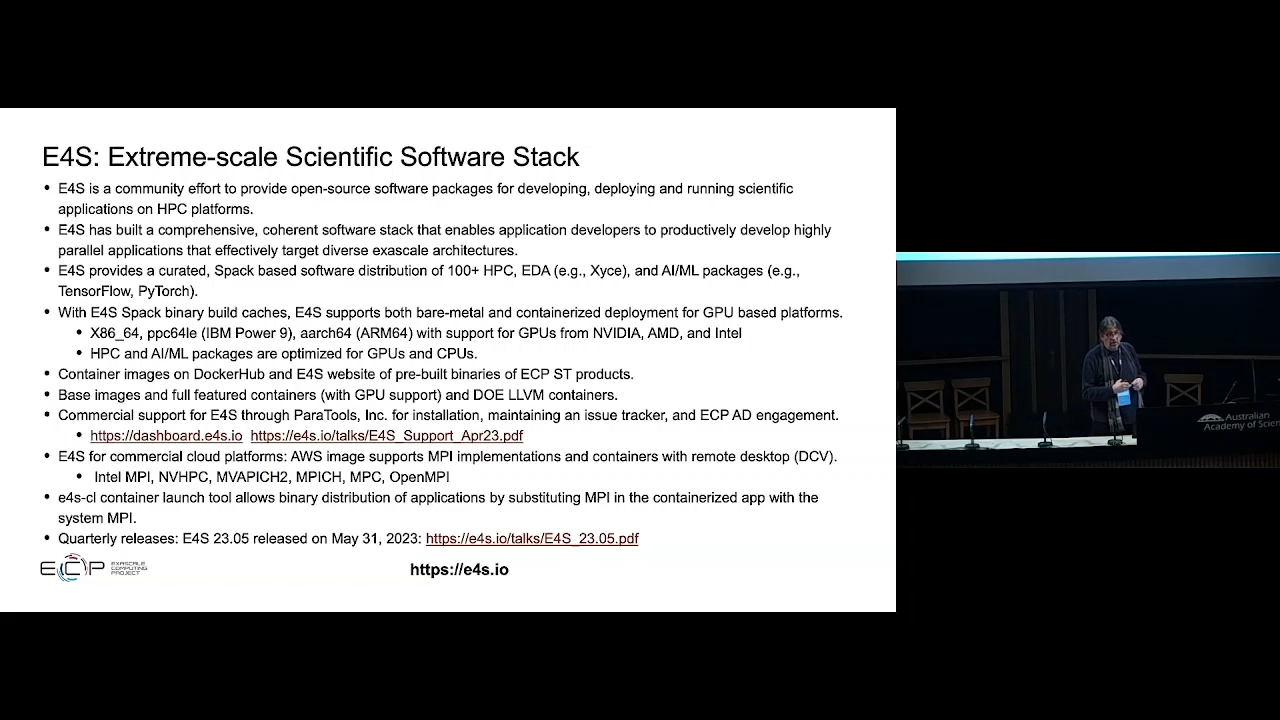 E4S: Extreme-scale Scientific Software Stack
• E4S is a community effort to provide open-source software packages for developing, deploying and running scientific
applications on HPC platforms.
• E4S has built a comprehensive, coherent software stack that enables application developers to productively develop highly
parallel applications that effectively target diverse exascale architectures.
• E4S provides a curated, Spack based software distribution of 100+ HPC, EDA (e.g., Xyce), and AI/ML packages (e.g.,
TensorFlow, PyTorch).
• With E4S Spack binary build caches, E4S supports both bare-metal and containerized deployment for GPU based platforms.
• X86_64, ppc64le (IBM Power 9), aarch64 (ARM64) with support for GPUs from NVIDIA, AMD, and Intel
• HPC and AI/ML packages are optimized for GPUs and CPUs.
• Container images on DockerHub and E4S website of pre-built binaries of ECP ST products.
• Base images and full featured containers (with GPU support) and DOE LLVM containers.
• Commercial support for E4S through ParaTools, Inc. for installation, maintaining an issue tracker, and ECP AD engagement.
• https://dashboard.e4s.io https://e4s.io/talks/E4S_Support_Apr23.pdf
• E4S for commercial cloud platforms: AWS image supports MPI implementations and containers with remote desktop (DCV).
• Intel MPI, NVHPC, MVAPICH2, MPICH, MPC, OpenMPI
• e4s-cl container launch tool allows binary distribution of applications by substituting MPI in the containerized app with the
system MPI.
• Quarterly releases: E4S 23.05 released on May 31, 2023: https://e4s.io/talks/E4S_23.05.pdf
ECP EXASCALE COMPUTING PROJECT
https://e4s.io
Australian
Academy of